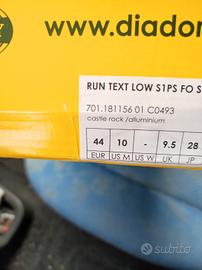 www.diadom
RUN TEXT LOW S1PS FO S
701.181156 01 C0493
castle rock /alluminium
44 10 - 9.5 28
EUR US M US W UK JP
subito